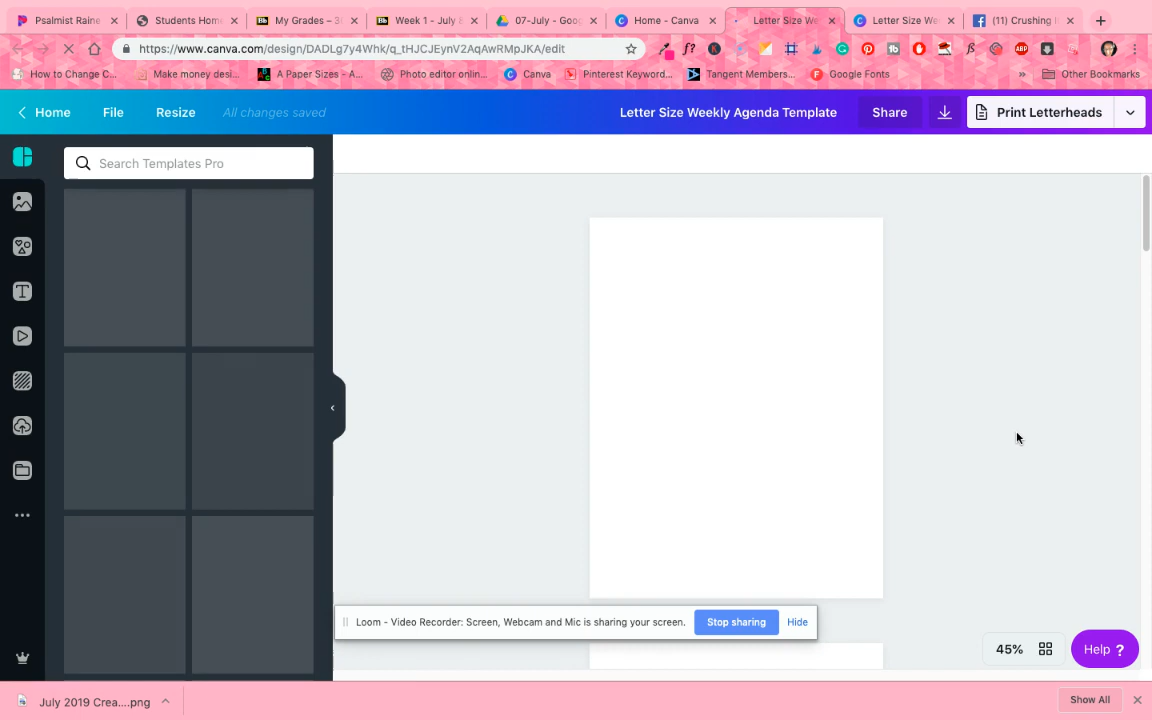 Psalmist Raine
Students Hom
My Grades – 3
Week 1 - July
07-July - Goo
Home - Canva
Letter Size We
Letter Size We
(11) Crushing I
https://www.canva.com/design/DADLg7y4Whk/q_tHJCJEynV2AqAwRMpJKA/edit
How to Change C...
Make money desi...
A Paper Sizes - A...
Photo editor onlin...
Canva
Pinterest Keyword...
Tangent Members...
Google Fonts
»
Other Bookmarks
Home
File
Resize
All changes saved
Letter Size Weekly Agenda Template
Share
Print Letterheads
Search Templates Pro
Loom - Video Recorder: Screen, Webcam and Mic is sharing your screen.
Stop sharing
Hide
45%
Help ?
July 2019 Crea....png
Show All